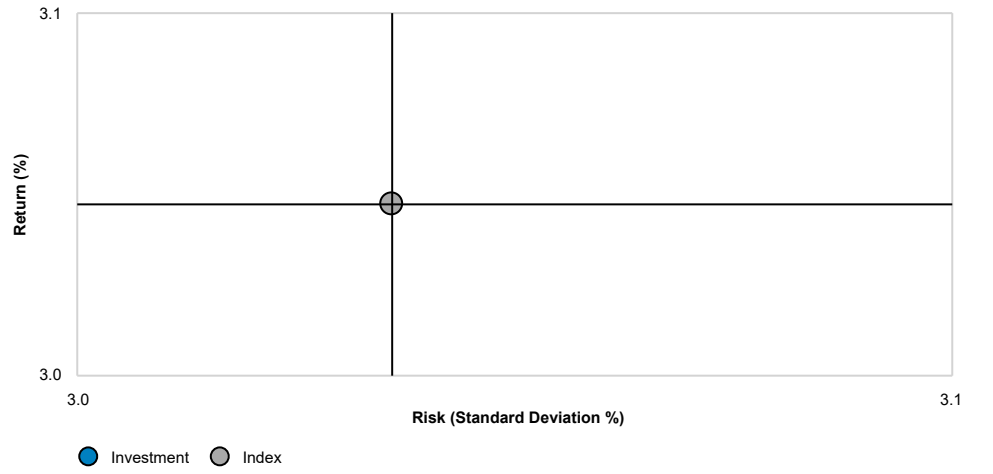 3.1
Return (%)
3.0
3.0
3.1
Risk (Standard Deviation %)
Investment
Index